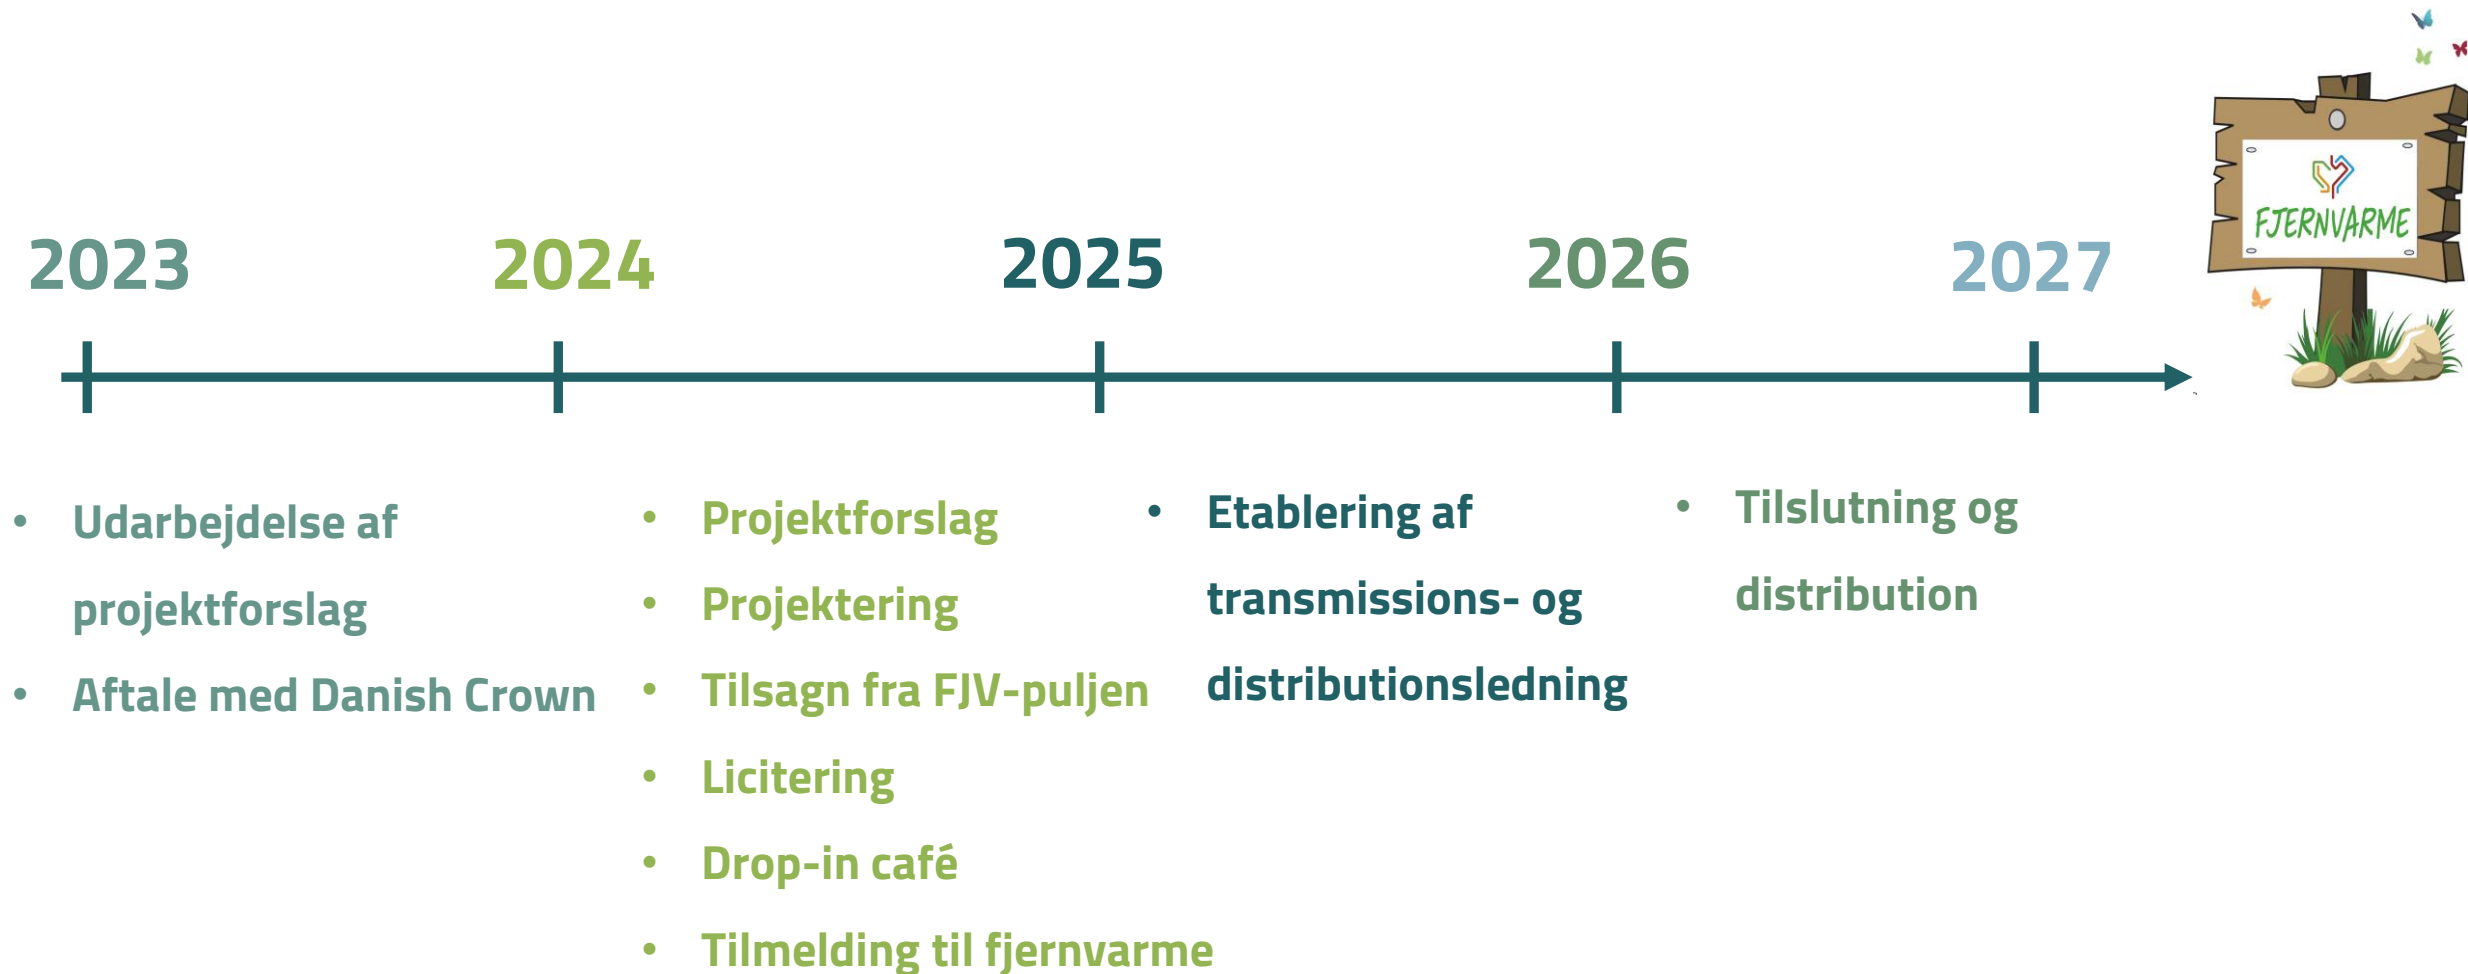 2023
2024
2025
2026
2027
FJERNVARME
• Udarbejdelse af
projektforslag
• Aftale med Danish Crown
• Projektforslag
• Projektering
• Tilsagn fra FJV-puljen
• Licitering
• Drop-in café
• Tilmelding til fjernvarme
• Etablering af
transmissions- og
distributionsledning
• Tilslutning og
distribution